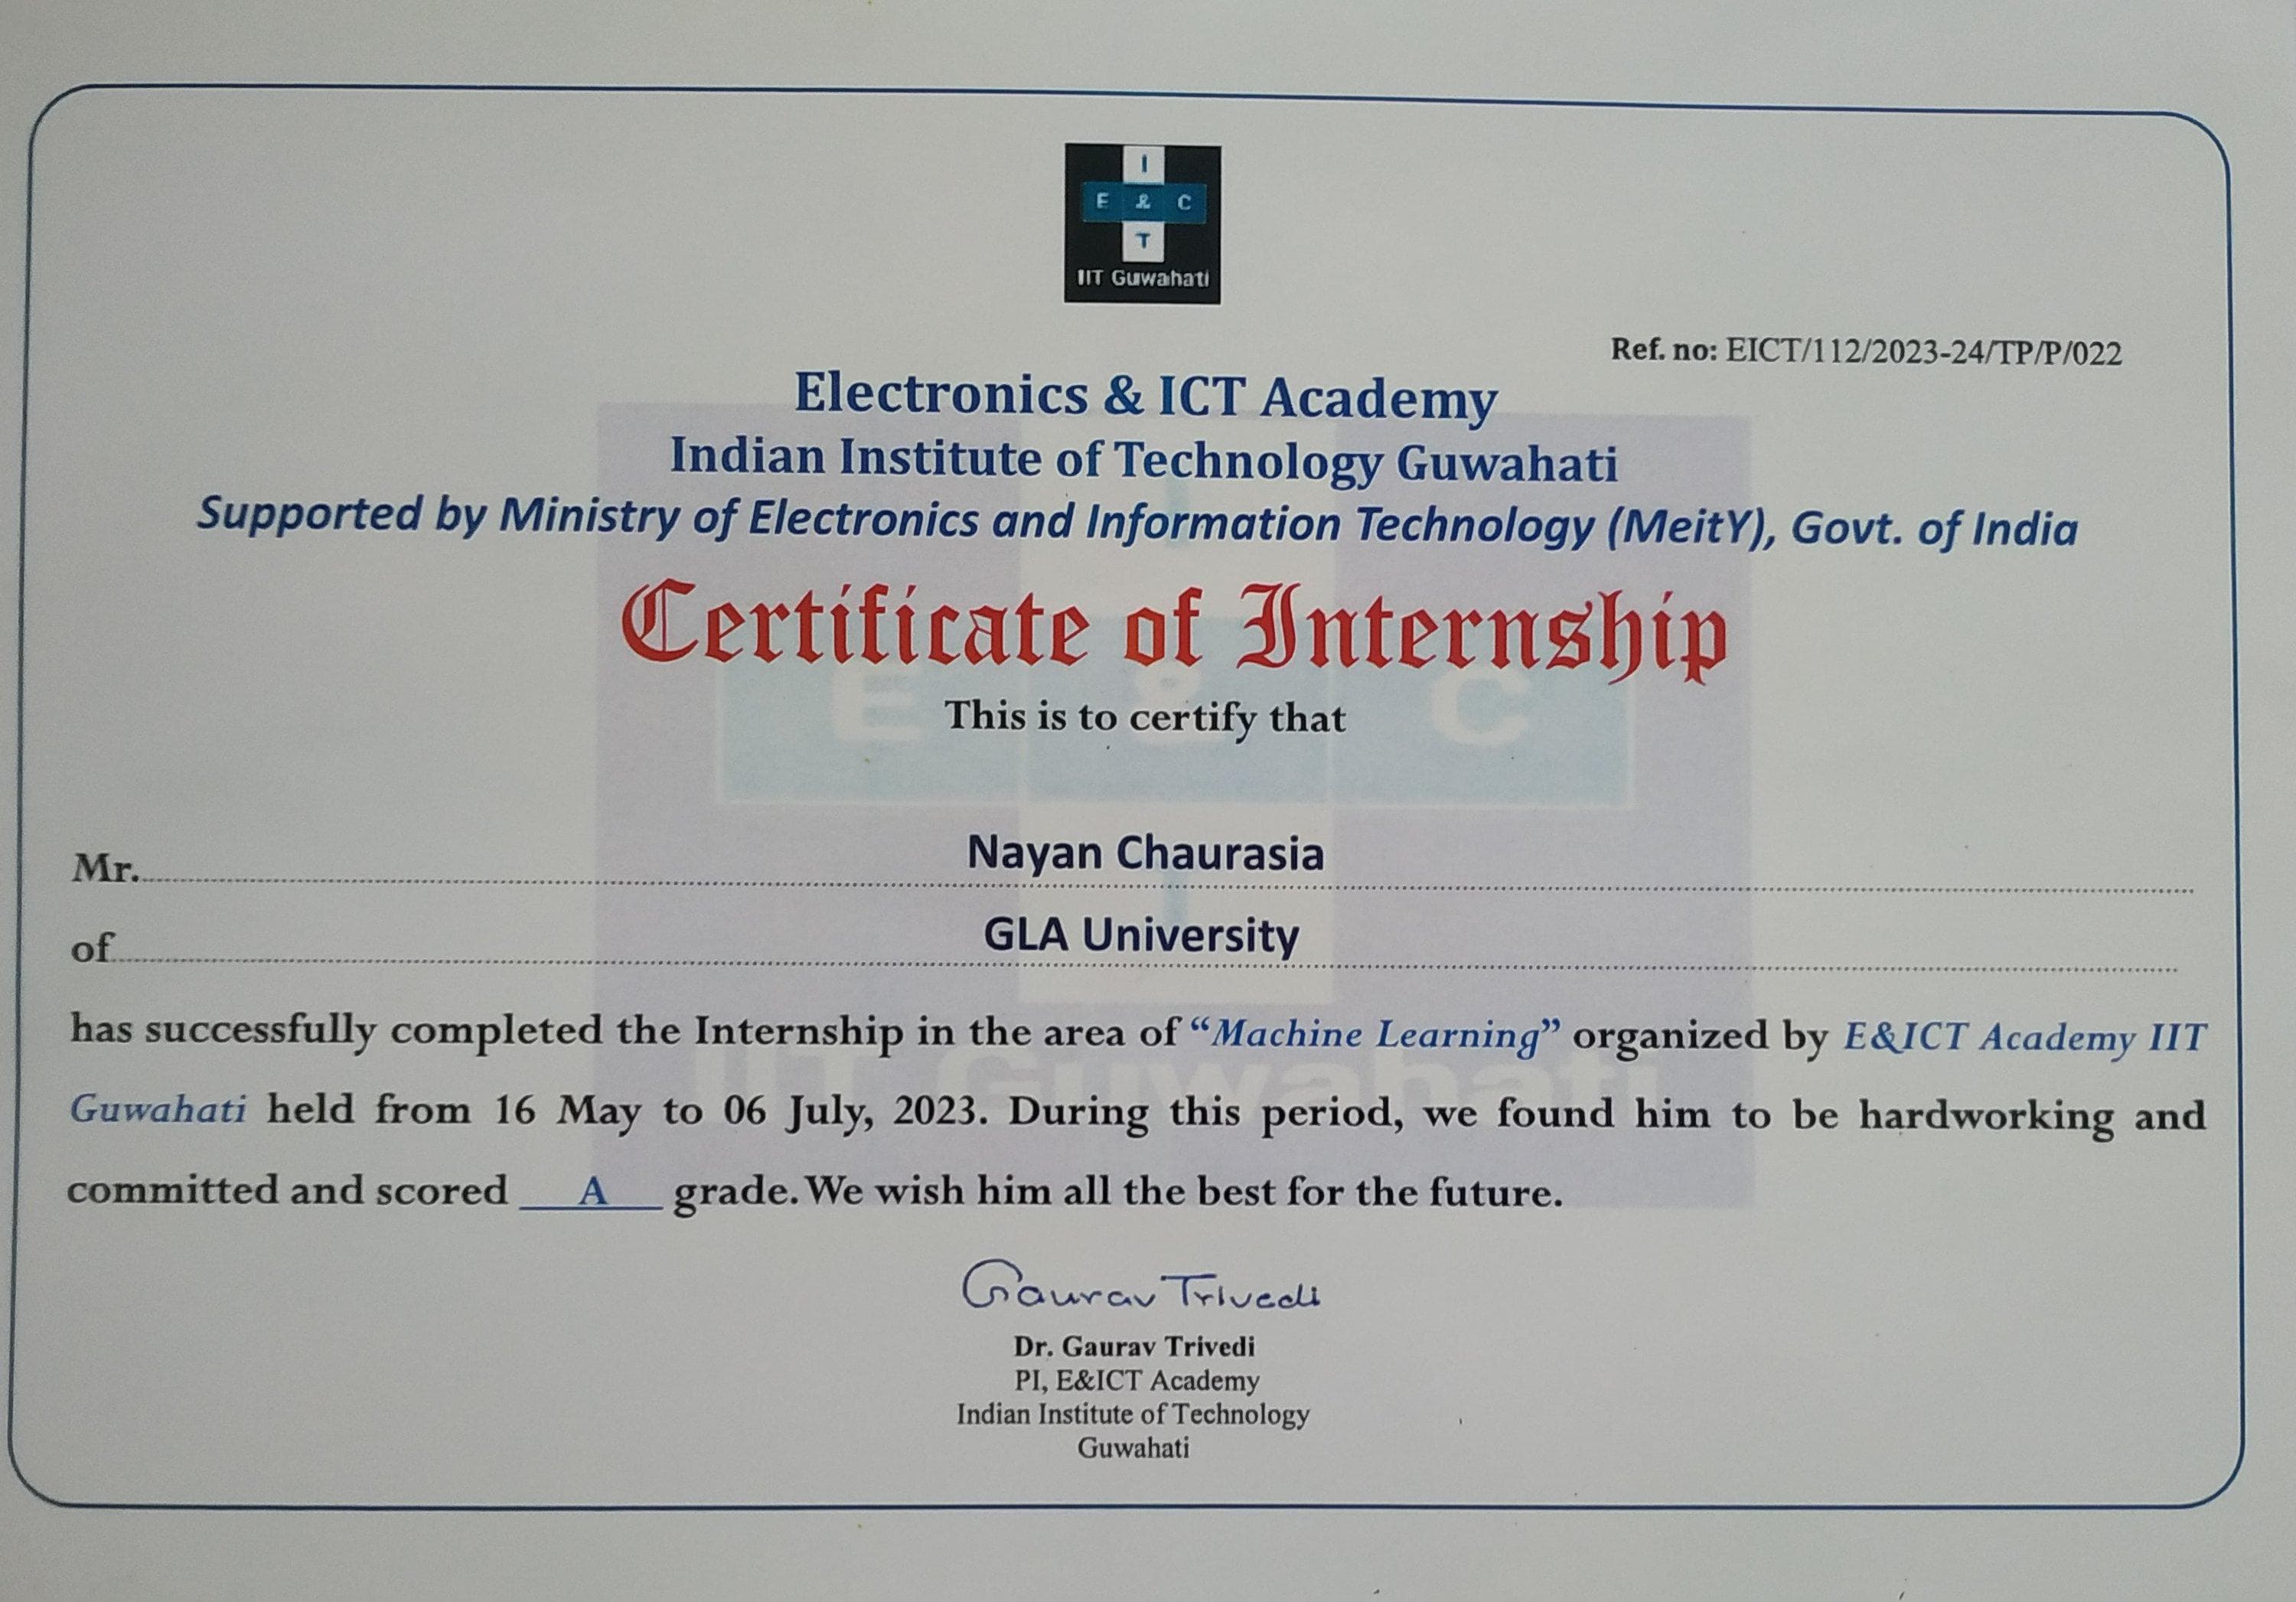 I
E & C
T
IIT Guwahati
Ref. no: EICT/112/2023-24/TP/P/022
Electronics & ICT Academy
Indian Institute of Technology Guwahati
Supported by Ministry of Electronics and Information Technology (MeitY), Govt. of India
Certificate of Internship
This is to certify that
Mr. Nayan Chaurasia
of GLA University
has successfully completed the Internship in the area of “Machine Learning” organized by E&ICT Academy IIT
Guwahati held from 16 May to 06 July, 2023. During this period, we found him to be hardworking and
committed and scored A grade. We wish him all the best for the future.
Gaurav Trivedi
Dr. Gaurav Trivedi
PI, E&ICT Academy
Indian Institute of Technology
Guwahati